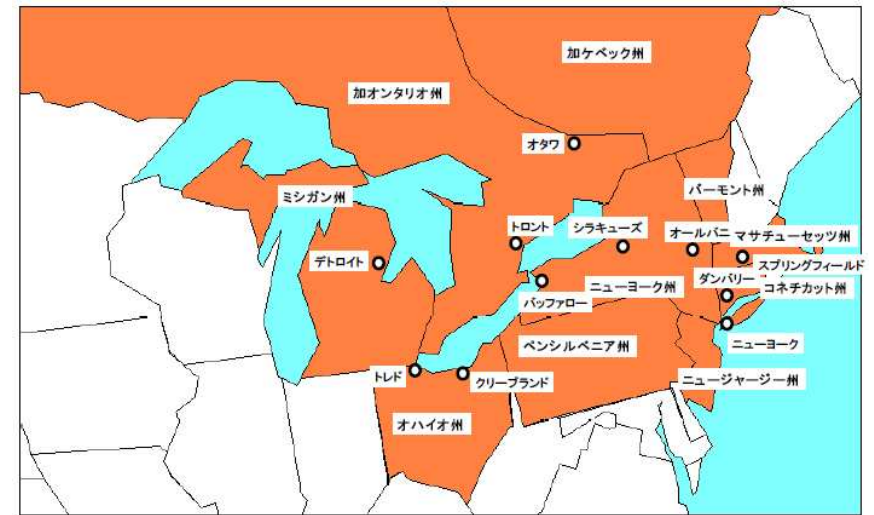 加ケベック州
加オンタリオ州
オタワ
バーモント州
ミシガン州
トロント
シラキューズ
オールバニ
マサチューセッツ州
デトロイト
スプリングフィールド
ダンバリー
コネチカット州
ニューヨーク州
バッファロー
ニューヨーク
ペンシルベニア州
トレド
クリーブランド
ニュージャージー州
オハイオ州